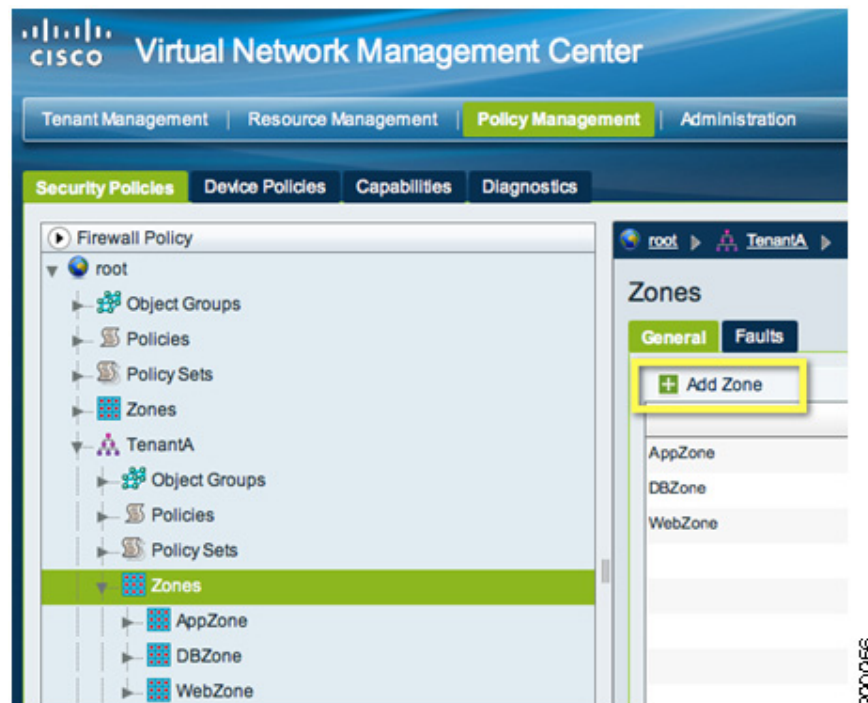 CISCO Virtual Network Management Center
Tenant Management | Resource Management | Policy Management | Administration
Security Policies Device Policies Capabilities Diagnostics
Firewall Policy
root
Object Groups
Policies
Policy Sets
Zones
TenantA
Object Groups
Policies
Policy Sets
Zones
AppZone
DBZone
WebZone
root TenantA
Zones
General Faults
Add Zone
AppZone
DBZone
WebZone